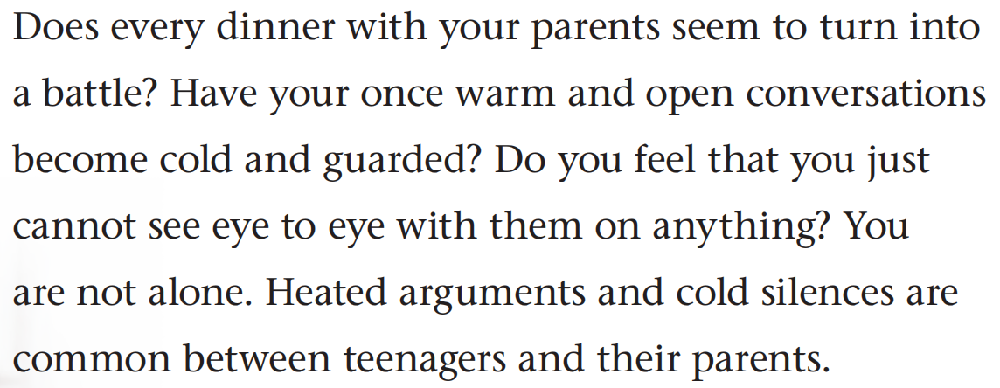 Does every dinner with your parents seem to turn into
a battle? Have your once warm and open conversations
become cold and guarded? Do you feel that you just
cannot see eye to eye with them on anything? You
are not alone. Heated arguments and cold silences are
common between teenagers and their parents.